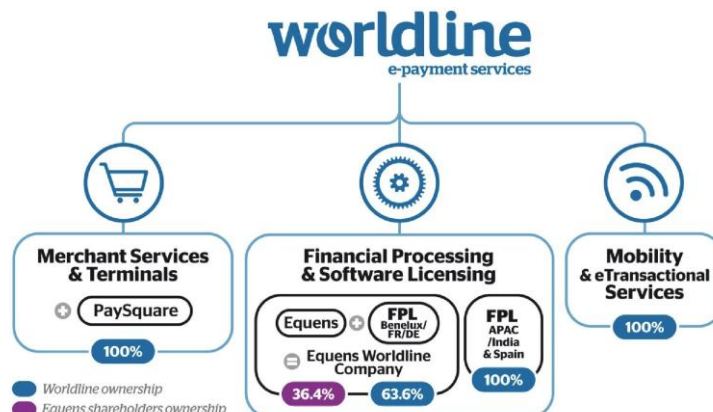 worldline
e-payment services
Merchant Services
& Terminals
+ PaySquare
100%
Financial Processing
& Software Licensing
Equens + FPL
Benelux/
FR/DE
= Equens Worldline
Company
36.4% 63.6%
FPL
APAC
/India
& Spain
100%
Mobility
& eTransactional
Services
100%
Worldline ownership
Equens shareholders ownership